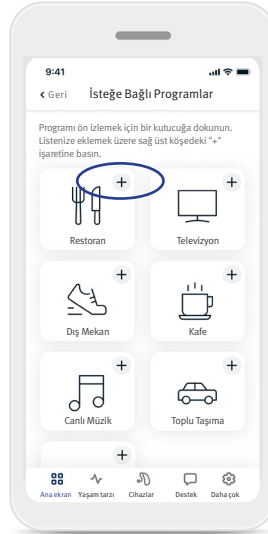 9:41
Geri İsteğe Bağlı Programlar
Programı ön izlemek için bir kutucuğa dokunun.
Listenize eklemek üzere sağ üst köşedeki "+"
işaretine basın.
+ +
Restoran Televizyon
+ +
Dış Mekan Kafe
+ +
Canlı Müzik Toplu Taşıma
+
Ana ekran Yaşam tarzı Cihazlar Destek Daha çok